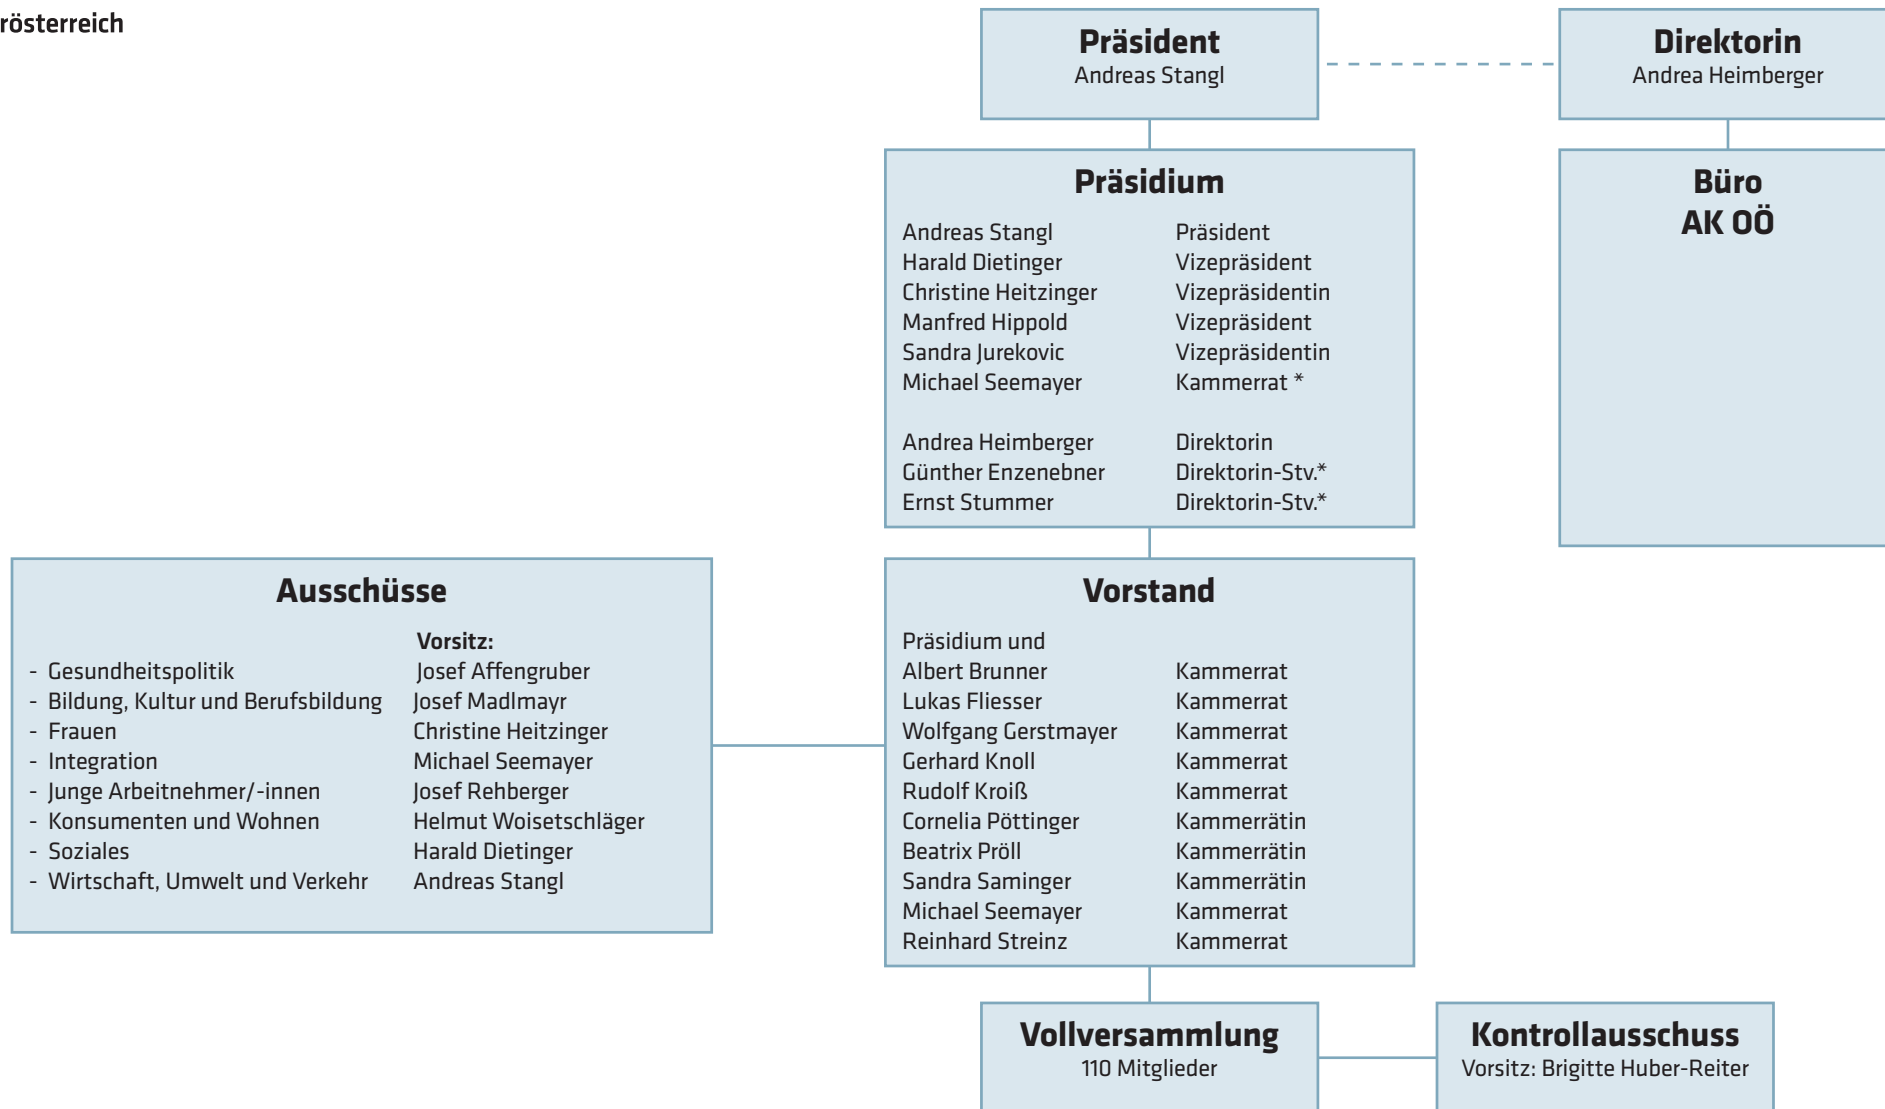 rösterreich
Präsident
Andreas Stangl
Direktorin
Andrea Heimberger
Präsidium
Andreas Stangl Präsident
Harald Dietinger Vizepräsident
Christine Heitzinger Vizepräsidentin
Manfred Hippold Vizepräsident
Sandra Jurekovic Vizepräsidentin
Michael Seemayer Kammerrat *
Andrea Heimberger Direktorin
Günther Enzenebner Direktorin-Stv.*
Ernst Stummer Direktorin-Stv.*
Büro
AK OÖ
Ausschüsse
Vorsitz:
- Gesundheitspolitik Josef Affengruber
- Bildung, Kultur und Berufsbildung Josef Madlmayr
- Frauen Christine Heitzinger
- Integration Michael Seemayer
- Junge Arbeitnehmer/-innen Josef Rehberger
- Konsumenten und Wohnen Helmut Woisetschläger
- Soziales Harald Dietinger
- Wirtschaft, Umwelt und Verkehr Andreas Stangl
Vorstand
Präsidium und
Albert Brunner Kammerrat
Lukas Fliesser Kammerrat
Wolfgang Gerstmayer Kammerrat
Gerhard Knoll Kammerrat
Rudolf Kroiß Kammerrat
Cornelia Pöttinger Kammerrätin
Beatrix Pröll Kammerrätin
Sandra Saminger Kammerrätin
Michael Seemayer Kammerrat
Reinhard Streinz Kammerrat
Vollversammlung
110 Mitglieder
Kontrollausschuss
Vorsitz: Brigitte Huber-Reiter